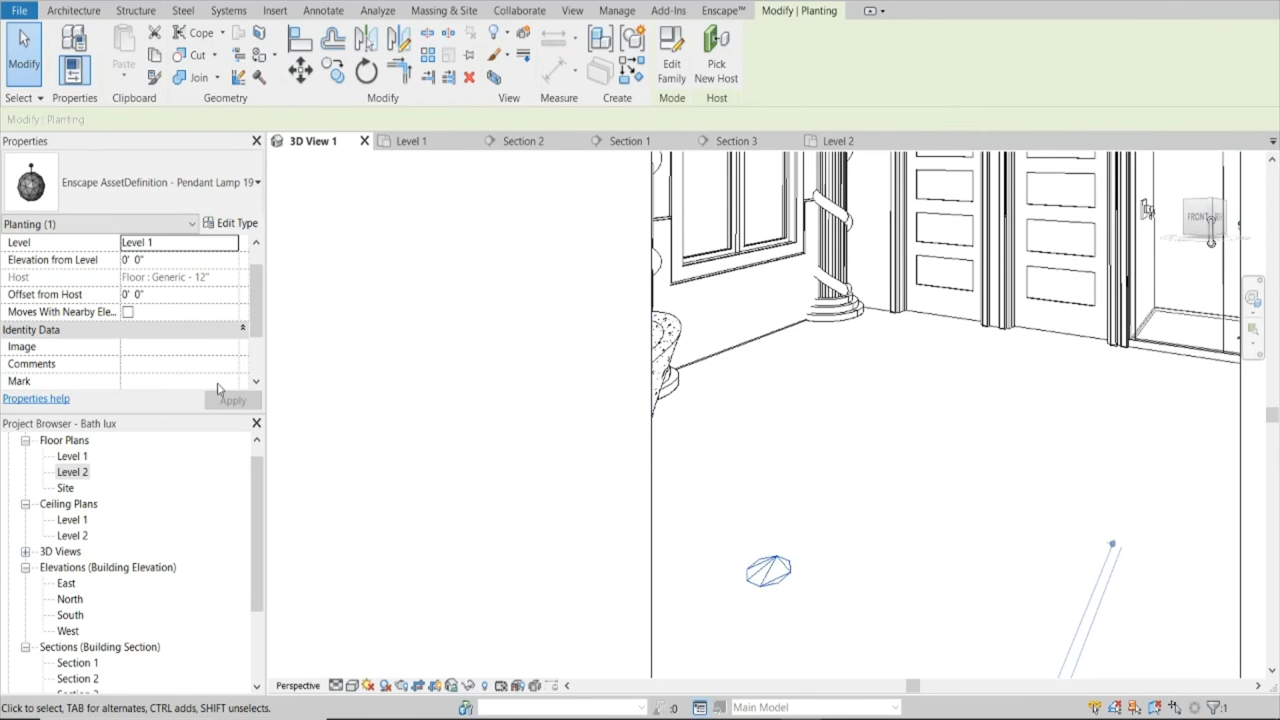 File Architecture Structure Steel Systems Insert Annotate Analyze Massing & Site Collaborate View Manage Add-Ins Enscape™ Modify | Planting
Cope
Cut
Join
Modify
Paste
Edit Family
Pick New Host
Select Properties Clipboard Geometry Modify View Measure Create Mode Host
Modify | Planting
Properties
3D View 1 Level 1 Section 2 Section 1 Section 3 Level 2
Enscape AssetDefinition - Pendant Lamp 19
Planting (1) Edit Type
Level Level 1
Elevation from Level 0' 0"
Host Floor : Generic - 12"
Offset from Host 0' 0"
Moves With Nearby Ele...
Identity Data
Image
Comments
Mark
Properties help Apply
Project Browser - Bath lux
Floor Plans
Level 1
Level 2
Site
Ceiling Plans
Level 1
Level 2
3D Views
Elevations (Building Elevation)
East
North
South
West
Sections (Building Section)
Section 1
Section 2
FRONT
Perspective
Click to select, TAB for alternates, CTRL adds, SHIFT unselects.
:0
Main Model
:1